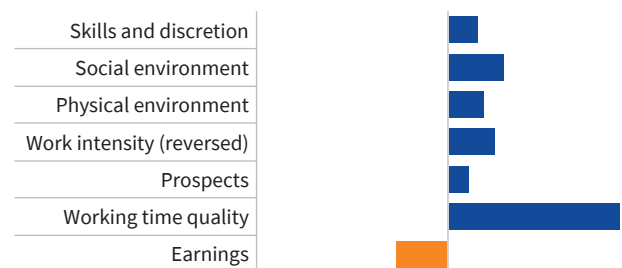 Skills and discretion
Social environment
Physical environment
Work intensity (reversed)
Prospects
Working time quality
Earnings